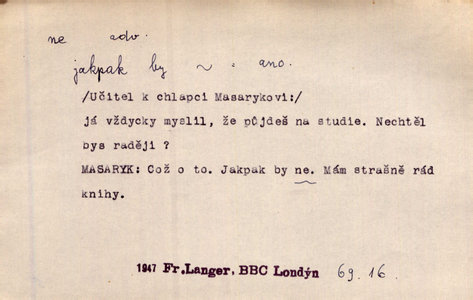 ne adv.
jakpak by ~ = ano.
/Učitel k chlapci Masarykovi:/
já vždycky myslil, že půjdeš na studie. Nechtěl
bys raději ?
MASARYK: Což o to. Jakpak by ne. Mám strašně rád
knihy.
1947 Fr.Langer, BBC Londýn 69.16.